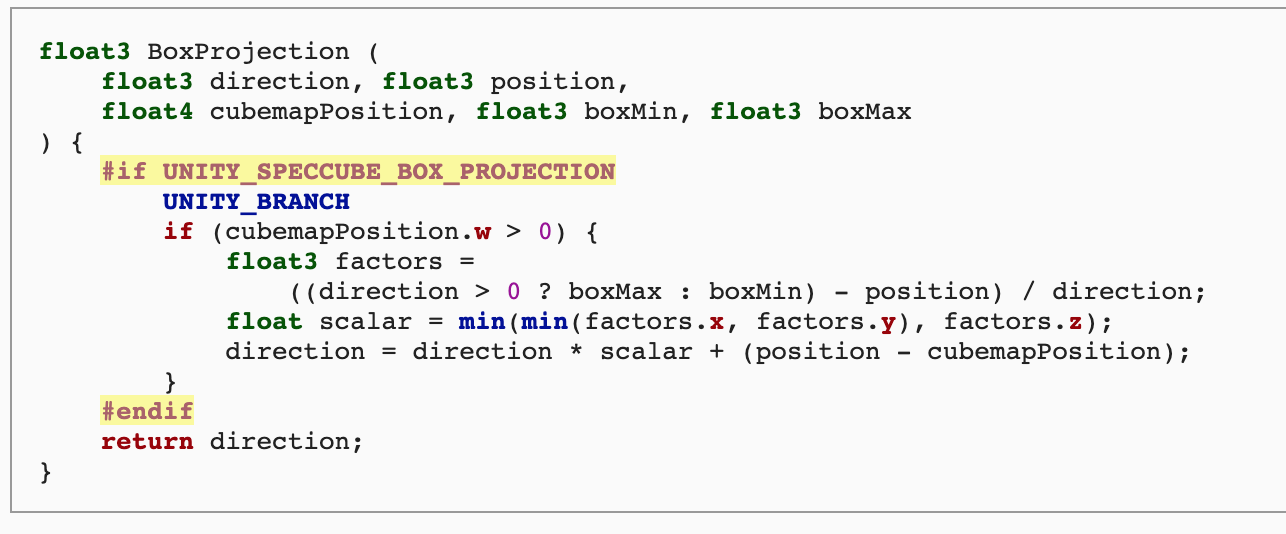 float3 BoxProjection (
    float3 direction, float3 position,
    float4 cubemapPosition, float3 boxMin, float3 boxMax
) {
    #if UNITY_SPECCUBE_BOX_PROJECTION
        UNITY_BRANCH
        if (cubemapPosition.w > 0) {
            float3 factors =
                ((direction > 0 ? boxMax : boxMin) - position) / direction;
            float scalar = min(min(factors.x, factors.y), factors.z);
            direction = direction * scalar + (position - cubemapPosition);
        }
    #endif
    return direction;
}